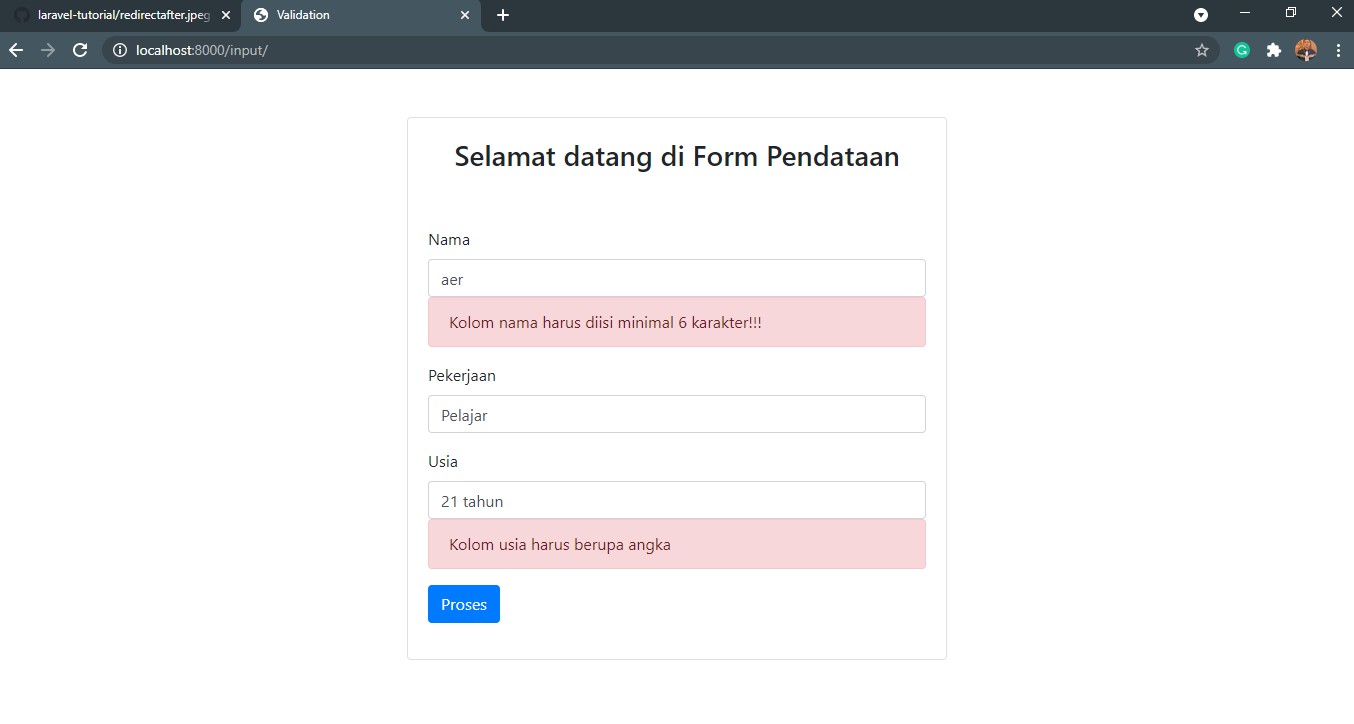 laravel-tutorial/redirectafter.jpeg
Validation
localhost:8000/input/
Selamat datang di Form Pendataan
Nama
aer
Kolom nama harus diisi minimal 6 karakter!!!
Pekerjaan
Pelajar
Usia
21 tahun
Kolom usia harus berupa angka
Proses